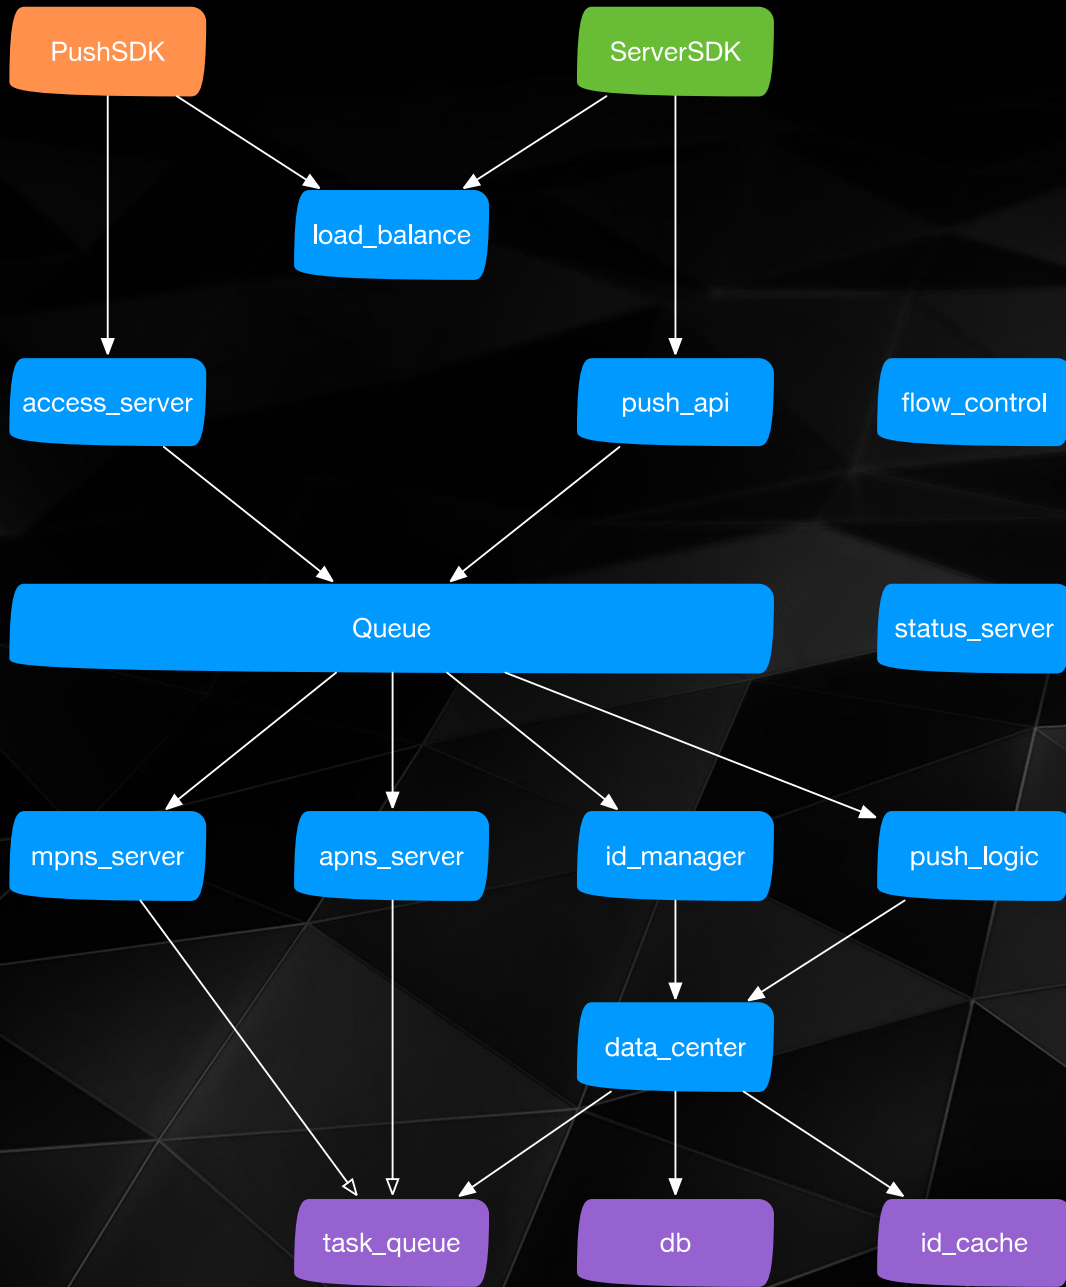 PushSDK
ServerSDK
load_balance
access_server
push_api
flow_control
Queue
status_server
mpns_server
apns_server
id_manager
push_logic
data_center
task_queue
db
id_cache